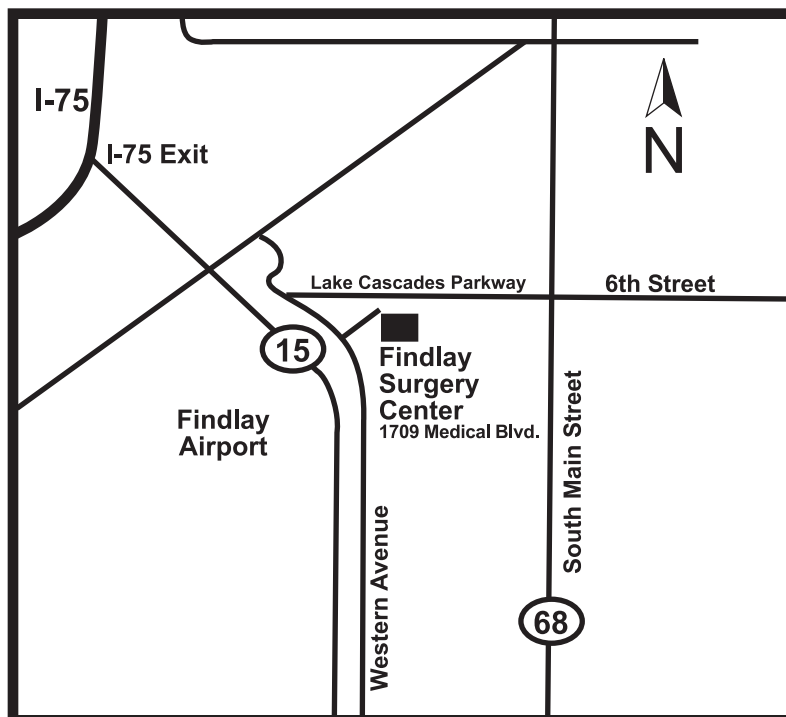 I-75
I-75 Exit
N
Lake Cascades Parkway
6th Street
15
Findlay
Surgery
Center
1709 Medical Blvd.
Findlay
Airport
Western Avenue
South Main Street
68